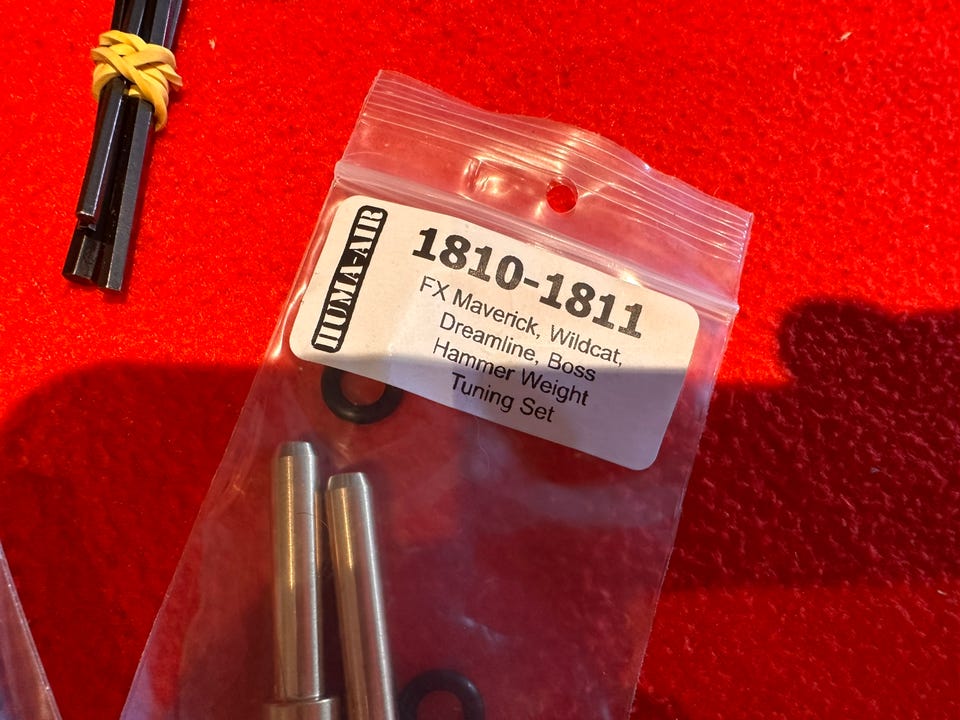 HUMA-AIR
1810-1811
FX Maverick, Wildcat,
Dreamline, Boss
Hammer Weight
Tuning Set